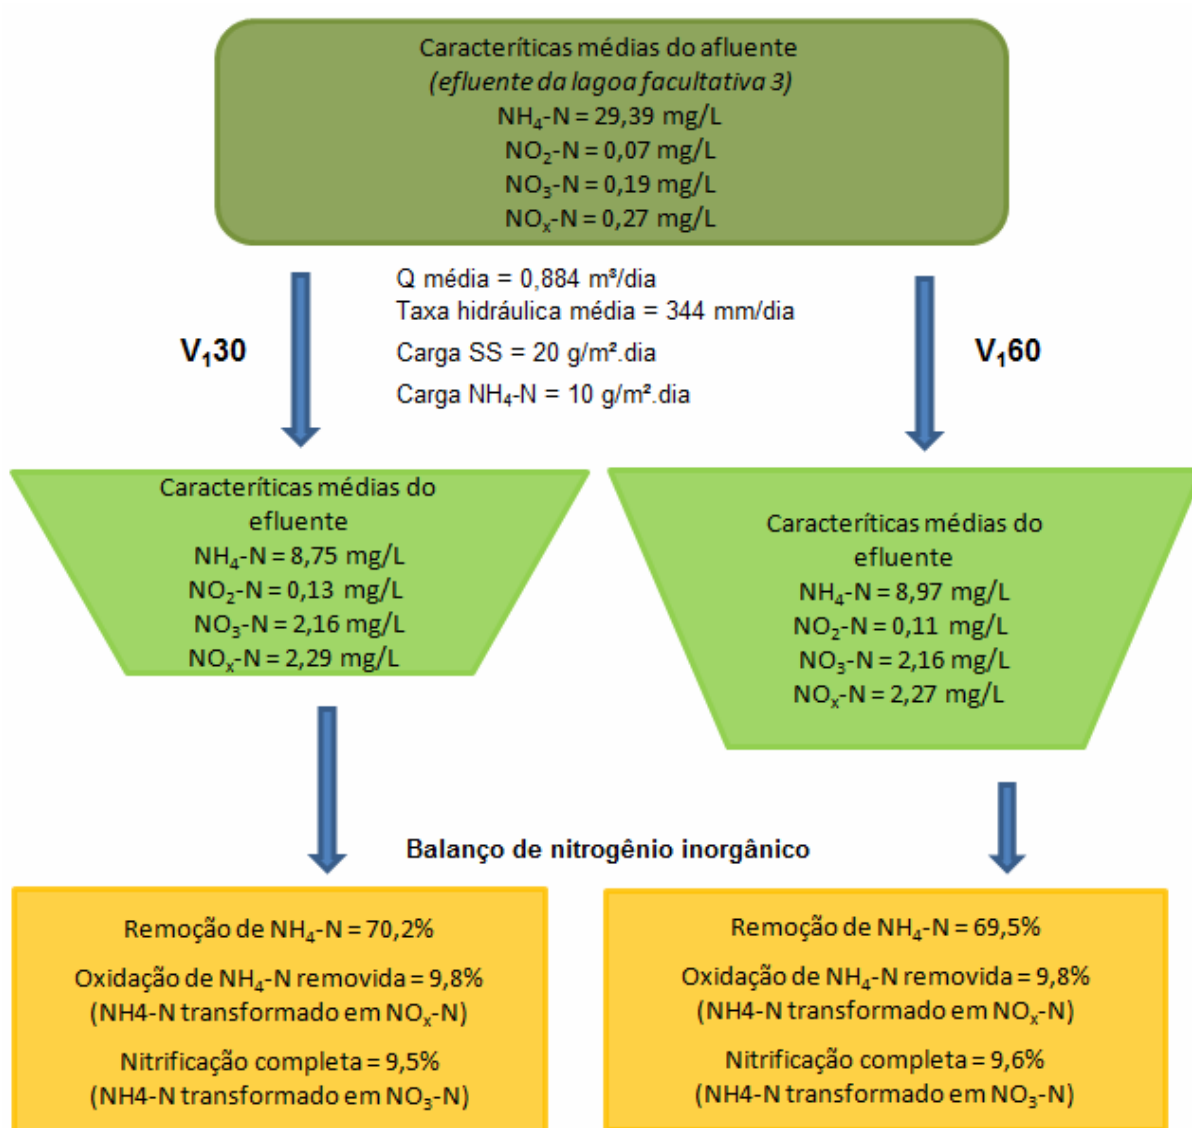 Caracteríticas médias do afluente
(efluente da lagoa facultativa 3)
NH₄-N = 29,39 mg/L
NO₂-N = 0,07 mg/L
NO₃-N = 0,19 mg/L
NOₓ-N = 0,27 mg/L
Q média = 0,884 m³/dia
Taxa hidráulica média = 344 mm/dia
Carga SS = 20 g/m².dia
Carga NH₄-N = 10 g/m².dia
V₁30
V₁60
Caracteríticas médias do
efluente
NH₄-N = 8,75 mg/L
NO₂-N = 0,13 mg/L
NO₃-N = 2,16 mg/L
NOₓ-N = 2,29 mg/L
Caracteríticas médias do
efluente
NH₄-N = 8,97 mg/L
NO₂-N = 0,11 mg/L
NO₃-N = 2,16 mg/L
NOₓ-N = 2,27 mg/L
Balanço de nitrogênio inorgânico
Remoção de NH₄-N = 70,2%
Oxidação de NH₄-N removida = 9,8%
(NH4-N transformado em NOₓ-N)
Nitrificação completa = 9,5%
(NH4-N transformado em NO₃-N)
Remoção de NH₄-N = 69,5%
Oxidação de NH₄-N removida = 9,8%
(NH4-N transformado em NOₓ-N)
Nitrificação completa = 9,6%
(NH4-N transformado em NO₃-N)